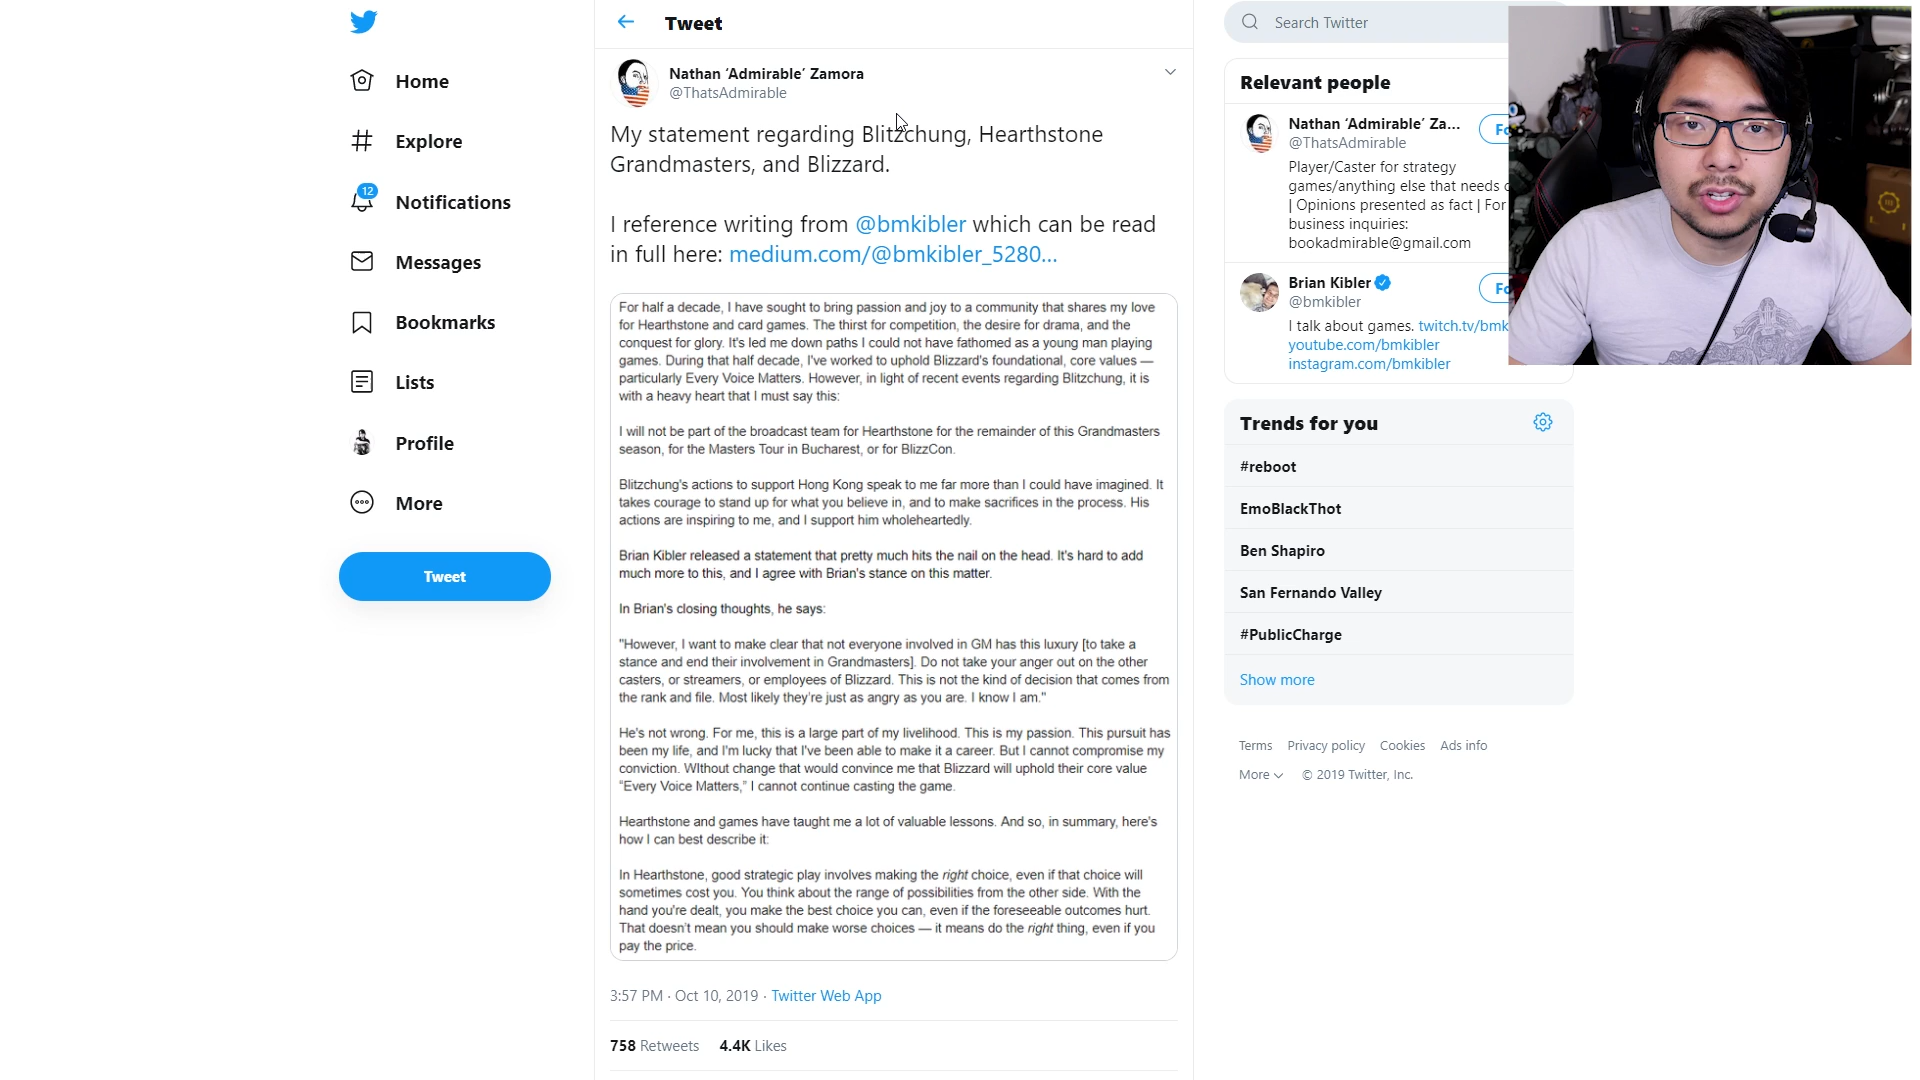 Home
Explore
12
Notifications
Messages
Bookmarks
Lists
Profile
More
Tweet
Tweet
Nathan ‘Admirable’ Zamora
@ThatsAdmirable
My statement regarding Blitzchung, Hearthstone
Grandmasters, and Blizzard.
I reference writing from @bmkibler which can be read
in full here: medium.com/@bmkibler_5280...
For half a decade, I have sought to bring passion and joy to a community that shares my love
for Hearthstone and card games. The thirst for competition, the desire for drama, and the
conquest for glory. It's led me down paths I could not have fathomed as a young man playing
games. During that half decade, I've worked to uphold Blizzard's foundational, core values —
particularly Every Voice Matters. However, in light of recent events regarding Blitzchung, it is
with a heavy heart that I must say this:
I will not be part of the broadcast team for Hearthstone for the remainder of this Grandmasters
season, for the Masters Tour in Bucharest, or for BlizzCon.
Blitzchung's actions to support Hong Kong speak to me far more than I could have imagined. It
takes courage to stand up for what you believe in, and to make sacrifices in the process. His
actions are inspiring to me, and I support him wholeheartedly.
Brian Kibler released a statement that pretty much hits the nail on the head. It's hard to add
much more to this, and I agree with Brian's stance on this matter.
In Brian's closing thoughts, he says:
"However, I want to make clear that not everyone involved in GM has this luxury [to take a
stance and end their involvement in Grandmasters]. Do not take your anger out on the other
casters, or streamers, or employees of Blizzard. This is not the kind of decision that comes from
the rank and file. Most likely they're just as angry as you are. I know I am."
He's not wrong. For me, this is a large part of my livelihood. This is my passion. This pursuit has
been my life, and I'm lucky that I've been able to make it a career. But I cannot compromise my
conviction. WIthout change that would convince me that Blizzard will uphold their core value
“Every Voice Matters,” I cannot continue casting the game.
Hearthstone and games have taught me a lot of valuable lessons. And so, in summary, here's
how I can best describe it:
In Hearthstone, good strategic play involves making the right choice, even if that choice will
sometimes cost you. You think about the range of possibilities from the other side. With the
hand you're dealt, you make the best choice you can, even if the foreseeable outcomes hurt.
That doesn't mean you should make worse choices — it means do the right thing, even if you
pay the price.
3:57 PM · Oct 10, 2019 · Twitter Web App
758 Retweets 4.4K Likes
Search Twitter
Relevant people
Nathan ‘Admirable’ Za...
@ThatsAdmirable
Player/Caster for strategy
games/anything else that needs
| Opinions presented as fact | For
business inquiries:
bookadmirable@gmail.com
Brian Kibler
@bmkibler
I talk about games. twitch.tv/bmk
youtube.com/bmkibler
instagram.com/bmkibler
Trends for you
#reboot
EmoBlackThot
Ben Shapiro
San Fernando Valley
#PublicCharge
Show more
Terms Privacy policy Cookies Ads info
More © 2019 Twitter, Inc.